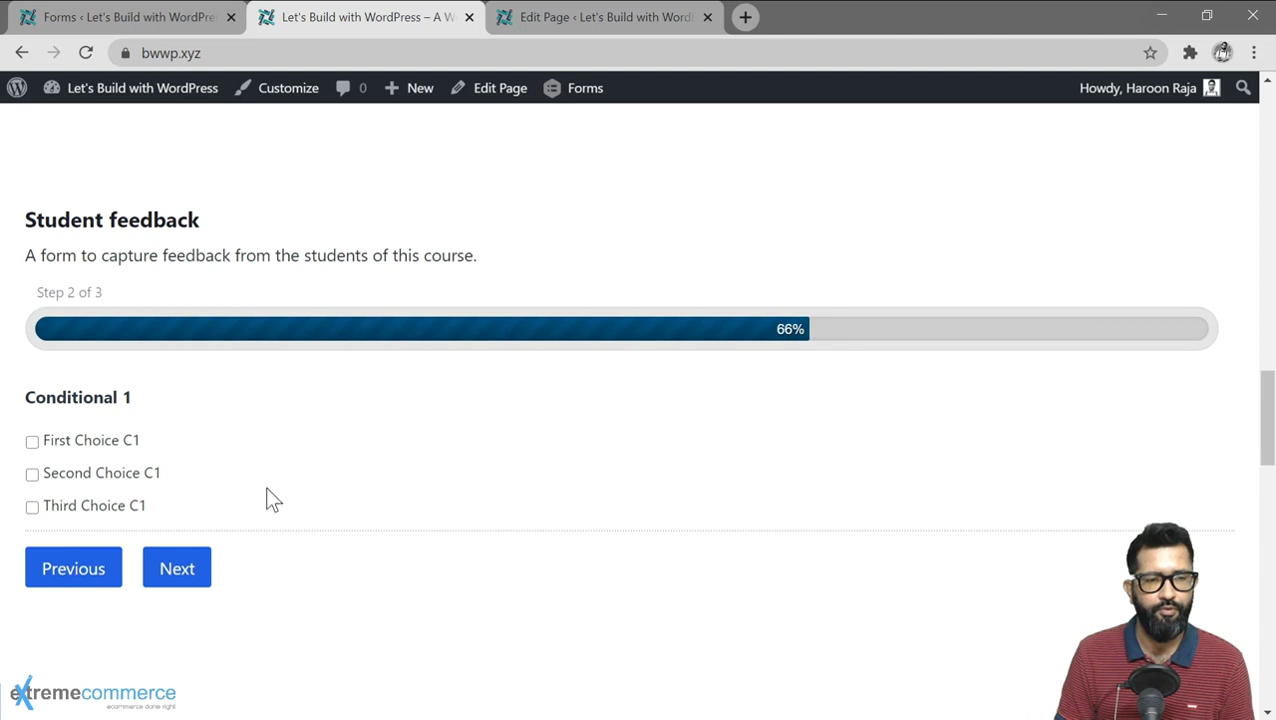 Forms ‹ Let's Build with WordPre
Let's Build with WordPress – A W
Edit Page ‹ Let's Build with Word
bwwp.xyz
Let's Build with WordPress
Customize
0
New
Edit Page
Forms
Howdy, Haroon Raja
Student feedback
A form to capture feedback from the students of this course.
Step 2 of 3
66%
Conditional 1
First Choice C1
Second Choice C1
Third Choice C1
Previous
Next
extremecommerce
ecommerce done right